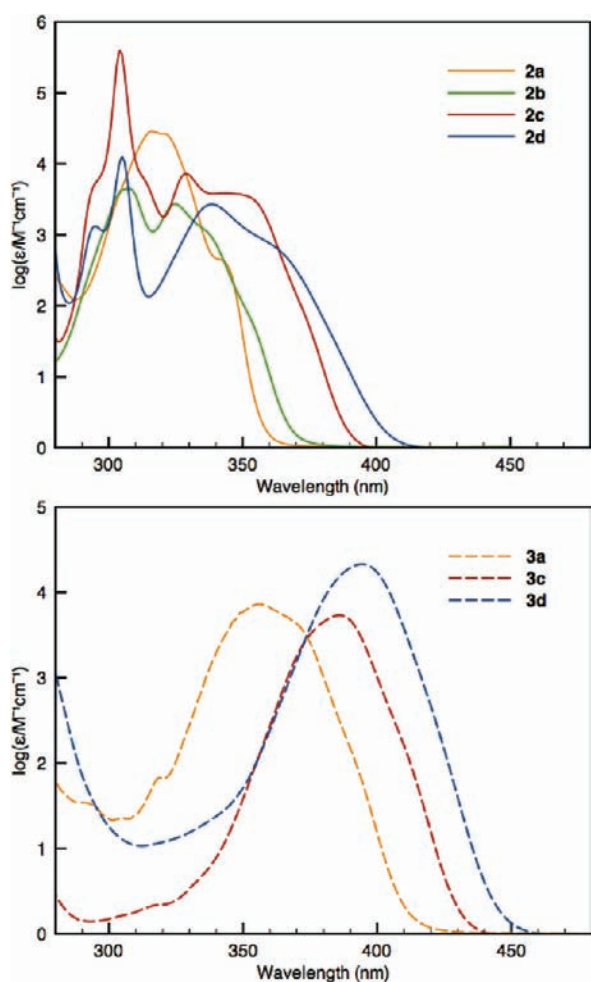 6
5
4
3
2
1
0
log(ε/M⁻¹cm⁻¹)
2a
2b
2c
2d
300 350 400 450
Wavelength (nm)
5
4
3
2
1
0
log(ε/M⁻¹cm⁻¹)
3a
3c
3d
300 350 400 450
Wavelength (nm)